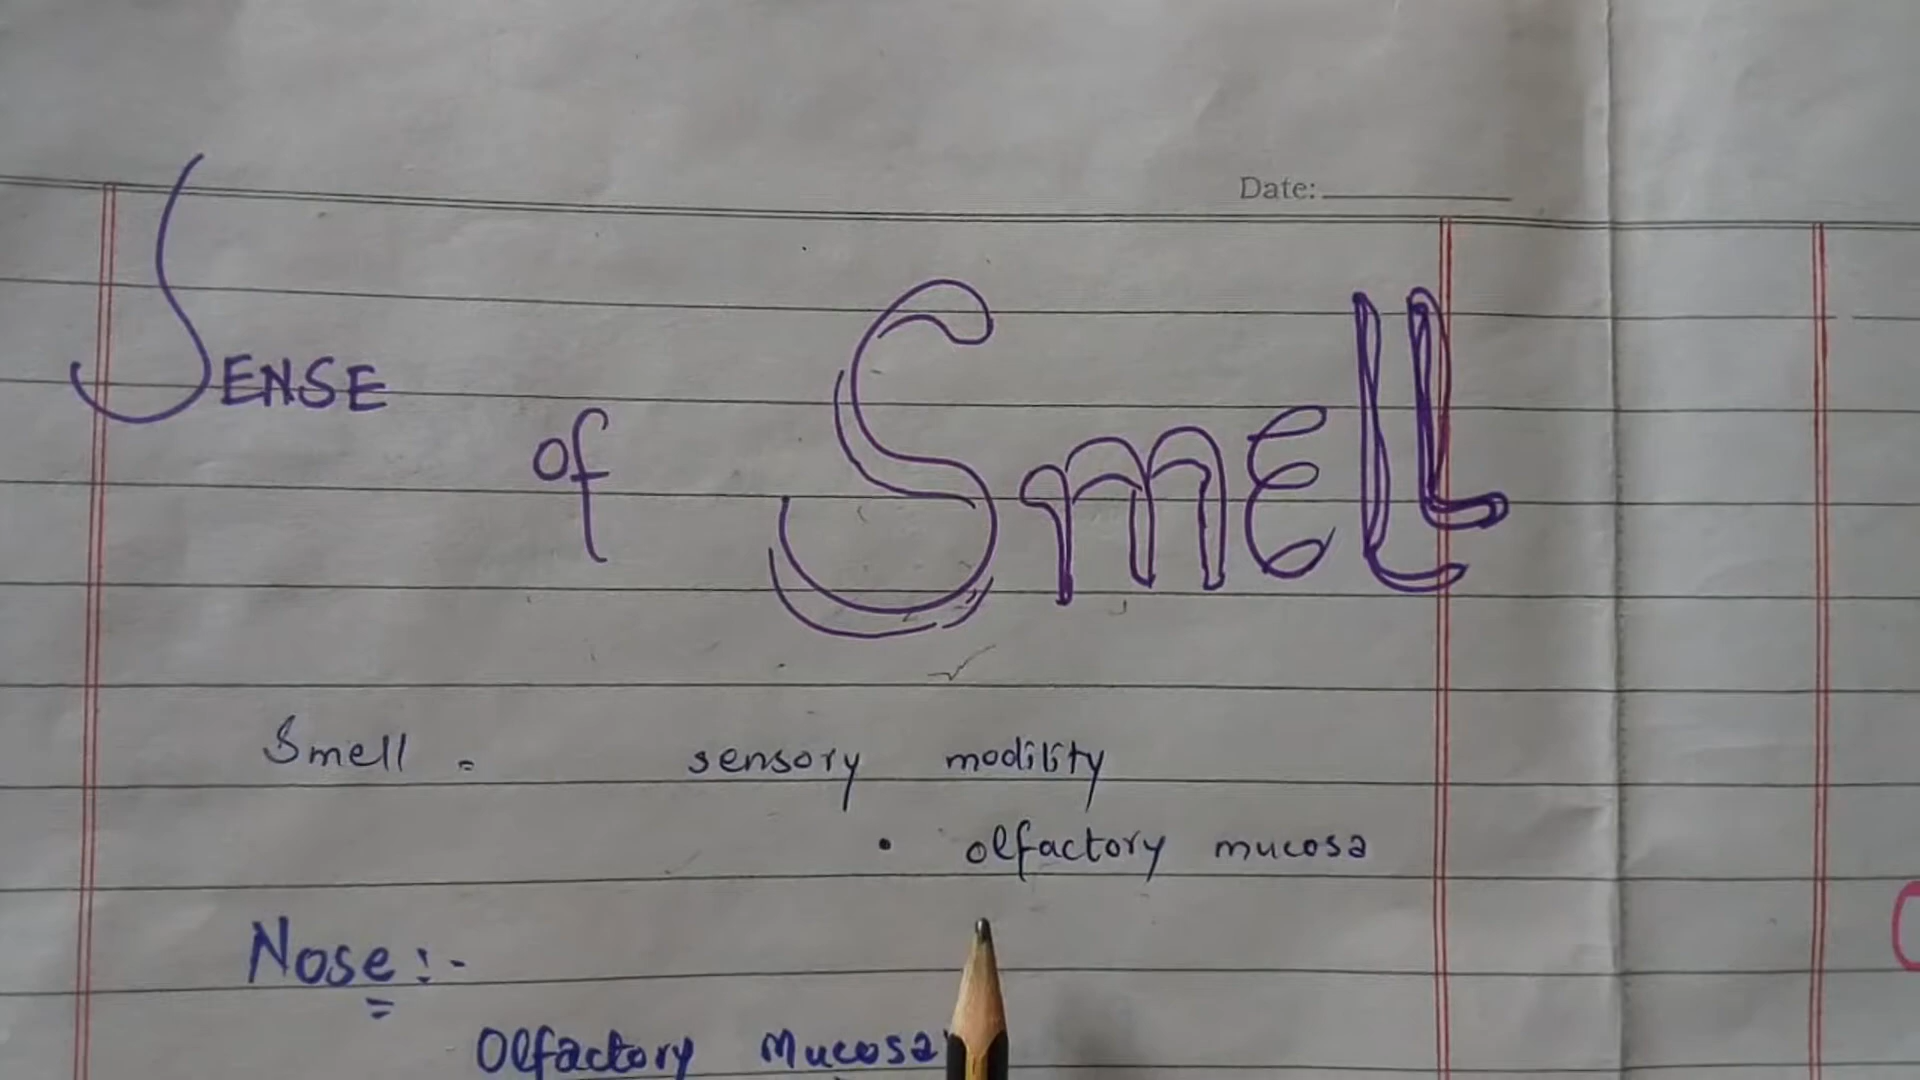 Date:
SENSE
of
SmEll
Smell = sensory modility
• olfactory mucosa
Nose:-
Olfactory Mucosa